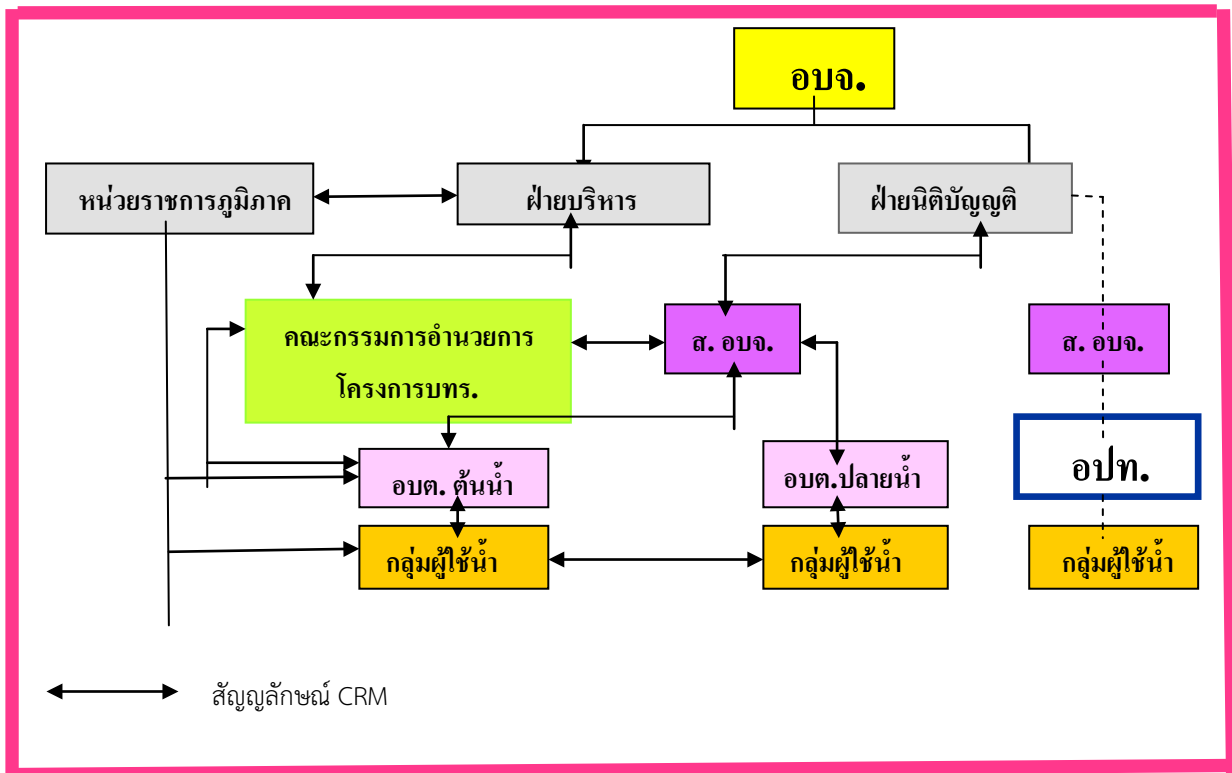 อบจ.
หน่วยราชการภูมิภาค
ฝ่ายบริหาร
ฝ่ายนิติบัญญติ
คณะกรรมการอำนวยการ
โครงการบทร.
ส. อบจ.
ส. อบจ.
อบต. ต้นน้ำ
อบต.ปลายน้ำ
อปท.
กลุ่มผู้ใช้น้ำ
กลุ่มผู้ใช้น้ำ
กลุ่มผู้ใช้น้ำ
สัญญลักษณ์ CRM